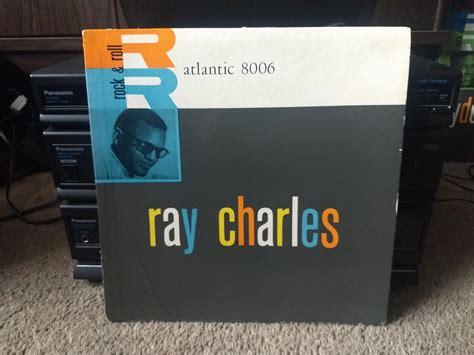 rock & roll
RR
atlantic 8006
ray charles
Panasonic
Panasonic
Panasonic